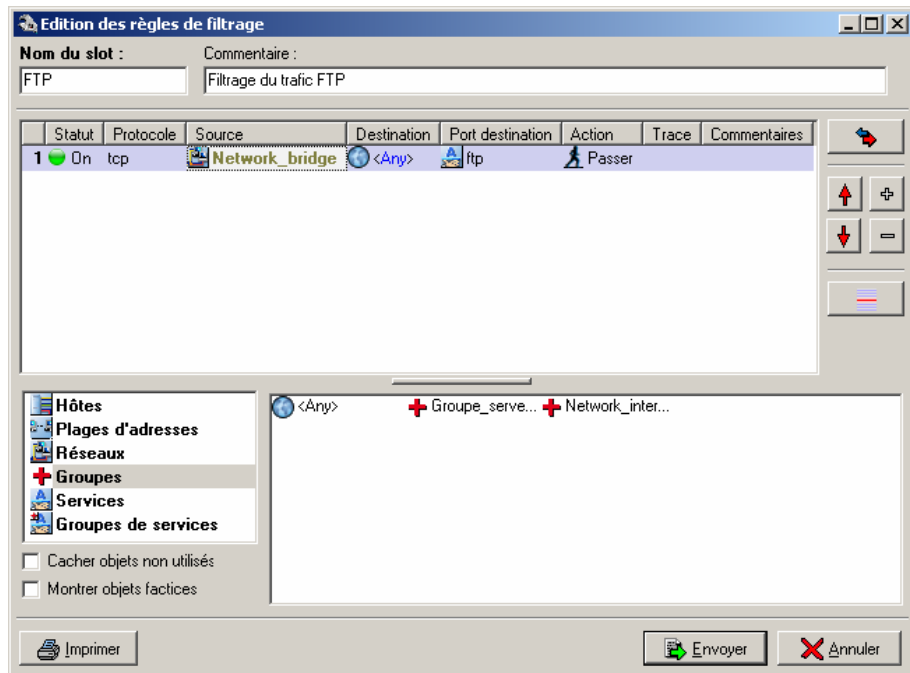 Edition des règles de filtrage
Nom du slot : Commentaire :
FTP Filtrage du trafic FTP
Statut Protocole Source Destination Port destination Action Trace Commentaires
1 On tcp Network_bridge <Any> ftp Passer
Hôtes
Plages d'adresses
Réseaux
Groupes
Services
Groupes de services
<Any> Groupe_serve... Network_inter...
Cacher objets non utilisés
Montrer objets factices
Imprimer Envoyer Annuler